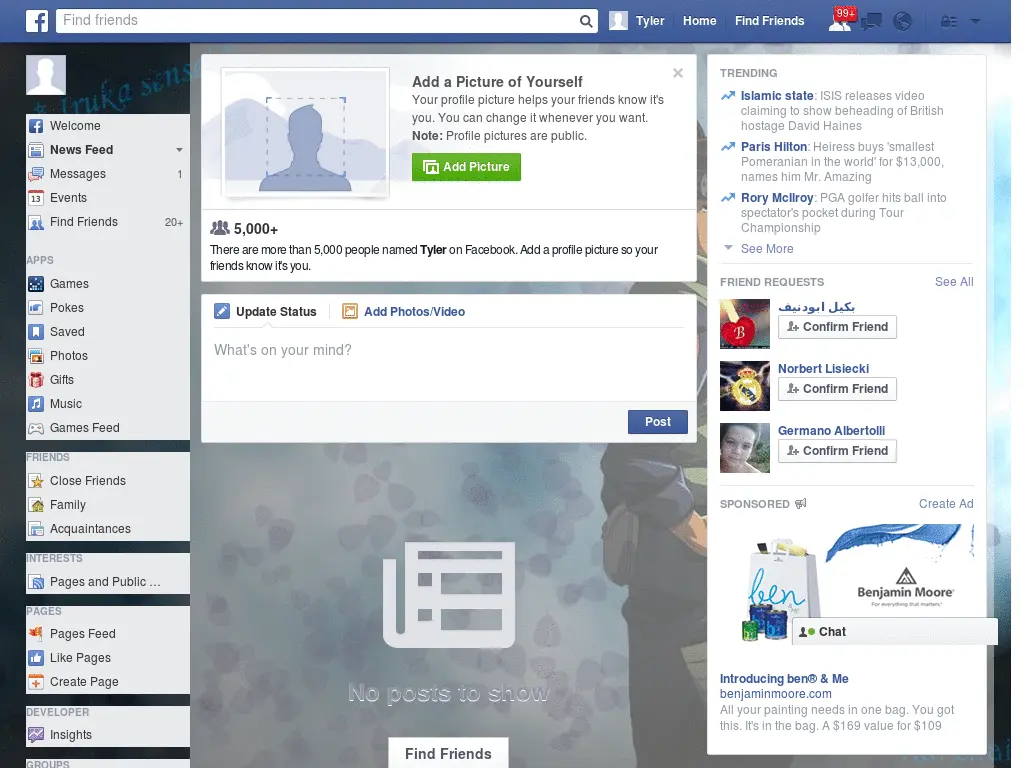 Find friends
Tyler
Home
Find Friends
99+
Iruka sens
Welcome
News Feed
Messages 1
13 Events
Find Friends 20+
APPS
Games
Pokes
Saved
Photos
Gifts
Music
Games Feed
FRIENDS
Close Friends
Family
Acquaintances
INTERESTS
Pages and Public ...
PAGES
Pages Feed
Like Pages
Create Page
DEVELOPER
Insights
GROUPS
Add a Picture of Yourself
Your profile picture helps your friends know it's
you. You can change it whenever you want.
Note: Profile pictures are public.
Add Picture
5,000+
There are more than 5,000 people named Tyler on Facebook. Add a profile picture so your
friends know it's you.
Update Status
Add Photos/Video
What's on your mind?
Post
No posts to show
Find Friends
TRENDING
Islamic state: ISIS releases video
claiming to show beheading of British
hostage David Haines
Paris Hilton: Heiress buys 'smallest
Pomeranian in the world' for $13,000,
names him Mr. Amazing
Rory McIlroy: PGA golfer hits ball into
spectator's pocket during Tour
Championship
See More
FRIEND REQUESTS See All
بكيل ابودنيف
Confirm Friend
B
Norbert Lisiecki
Confirm Friend
Germano Albertolli
Confirm Friend
SPONSORED Create Ad
ben
& Me
Benjamin Moore®
For everything that matters.®
Chat
Introducing ben® & Me
benjaminmoore.com
All your painting needs in one bag. You got
this. It's in the bag. A $169 value for $109